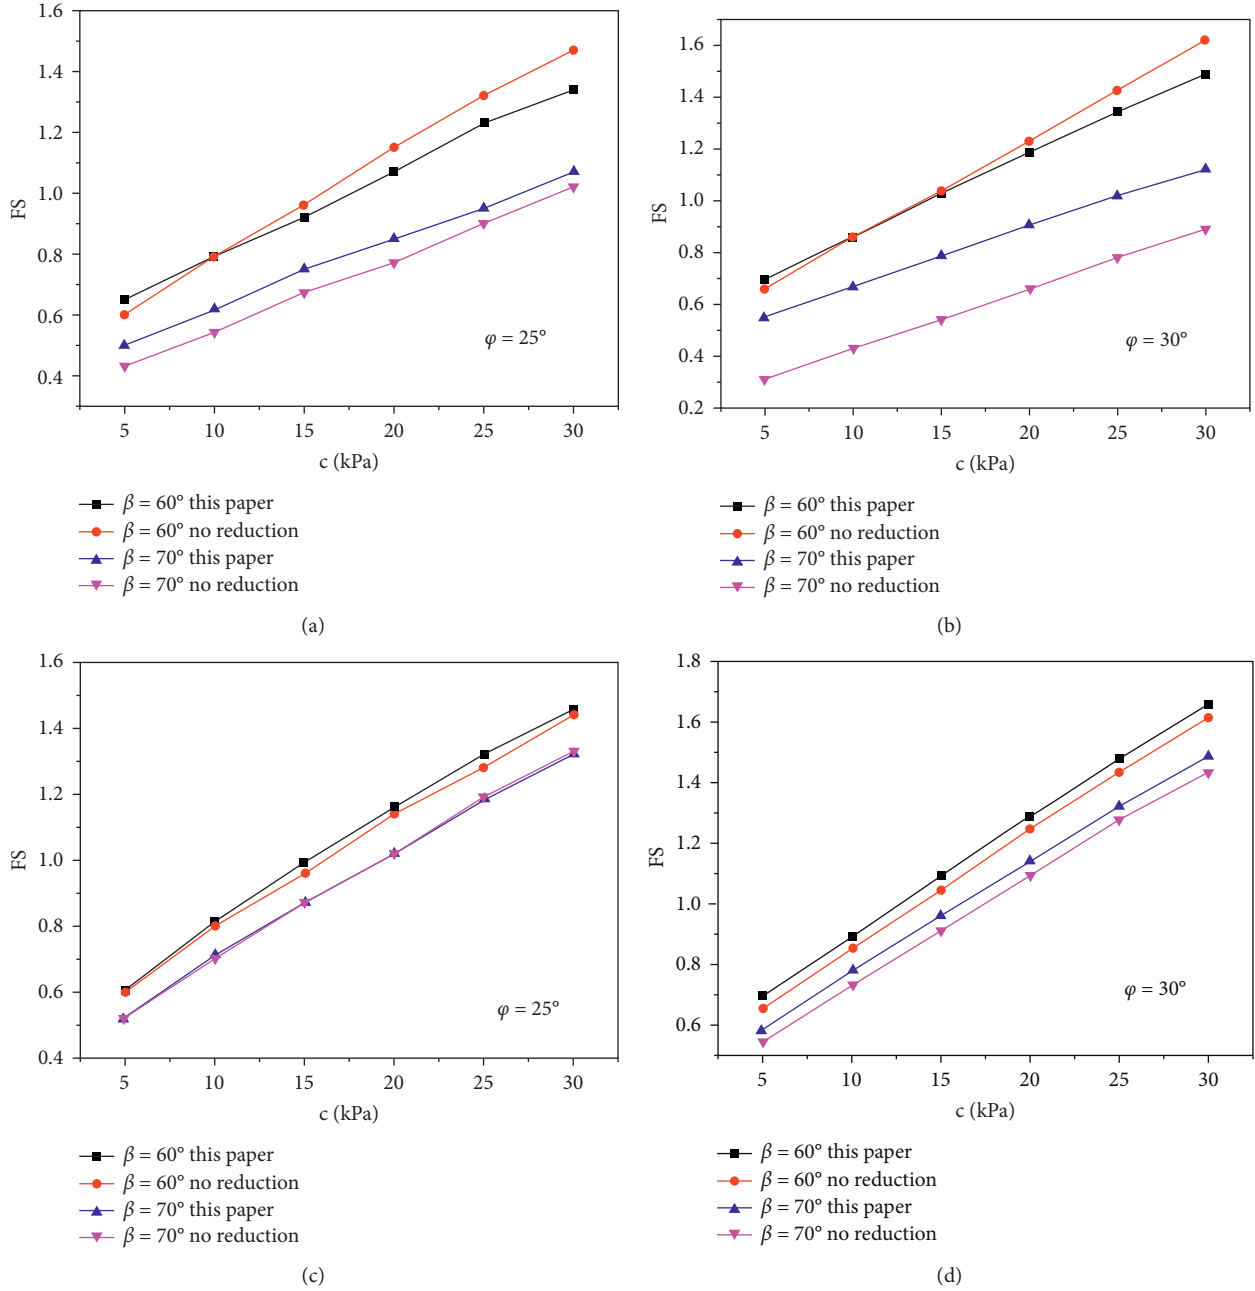 1.6
1.4
1.2
1.0
0.8
0.6
0.4
FS
5 10 15 20 25 30
c (kPa)
φ = 25°
β = 60° this paper
β = 60° no reduction
β = 70° this paper
β = 70° no reduction
(a)
1.6
1.4
1.2
1.0
0.8
0.6
0.4
0.2
FS
5 10 15 20 25 30
c (kPa)
φ = 30°
β = 60° this paper
β = 60° no reduction
β = 70° this paper
β = 70° no reduction
(b)
1.6
1.4
1.2
1.0
0.8
0.6
0.4
FS
5 10 15 20 25 30
c (kPa)
φ = 25°
β = 60° this paper
β = 60° no reduction
β = 70° this paper
β = 70° no reduction
(c)
1.8
1.6
1.4
1.2
1.0
0.8
0.6
FS
5 10 15 20 25 30
c (kPa)
φ = 30°
β = 60° this paper
β = 60° no reduction
β = 70° this paper
β = 70° no reduction
(d)